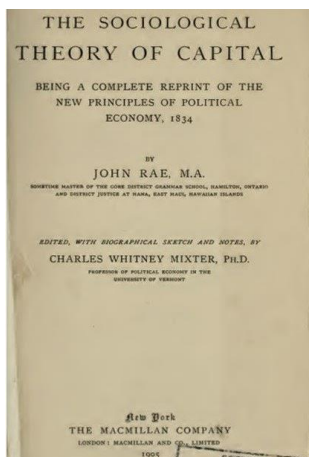 THE SOCIOLOGICAL
THEORY OF CAPITAL
BEING A COMPLETE REPRINT OF THE
NEW PRINCIPLES OF POLITICAL
ECONOMY, 1834
BY
JOHN RAE, M.A.
SOMETIME MASTER OF THE GORE DISTRICT GRAMMAR SCHOOL, HAMILTON, ONTARIO
AND DISTRICT JUSTICE AT HANA, EAST MAUI, HAWAIIAN ISLANDS
EDITED, WITH BIOGRAPHICAL SKETCH AND NOTES, BY
CHARLES WHITNEY MIXTER, PH.D.
PROFESSOR OF POLITICAL ECONOMY IN THE
UNIVERSITY OF VERMONT
New York
THE MACMILLAN COMPANY
LONDON: MACMILLAN AND CO., LIMITED
1905